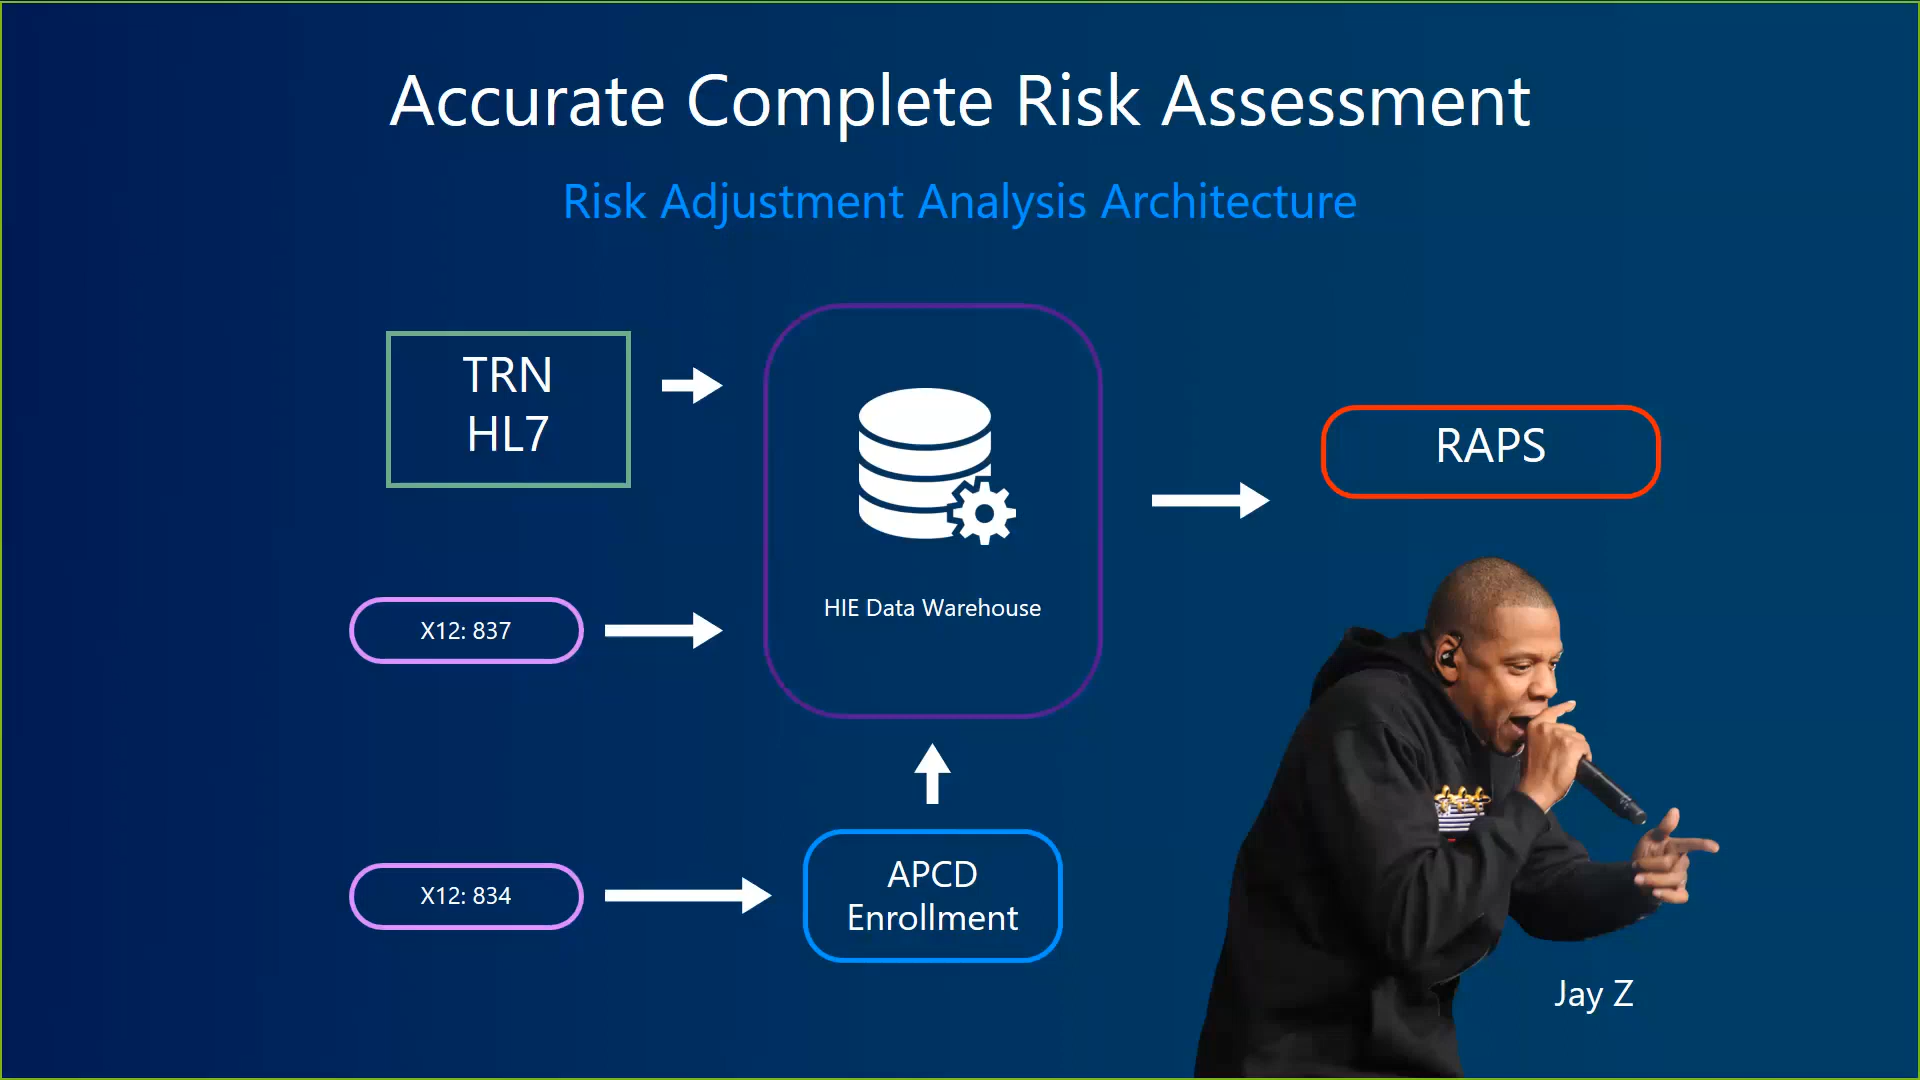 Accurate Complete Risk Assessment
Risk Adjustment Analysis Architecture
TRN
HL7
RAPS
HIE Data Warehouse
X12: 837
X12: 834
APCD
Enrollment
Jay Z